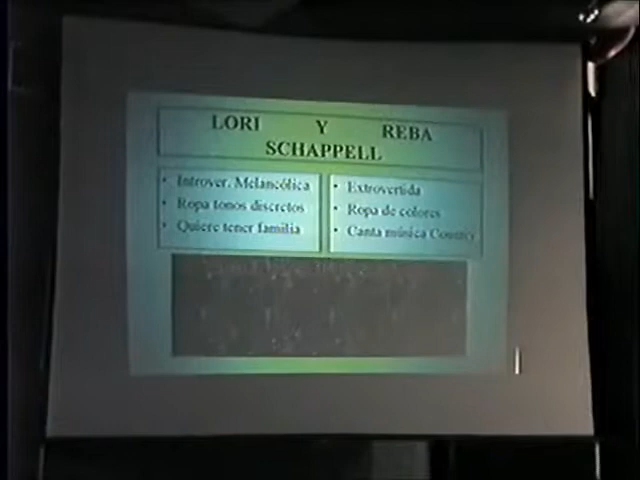 LORI Y REBA
SCHAPPELL
• Introver. Melancólica
• Ropa tonos discretos
• Quiere tener familia
• Extrovertida
• Ropa de colores
• Canta música Country